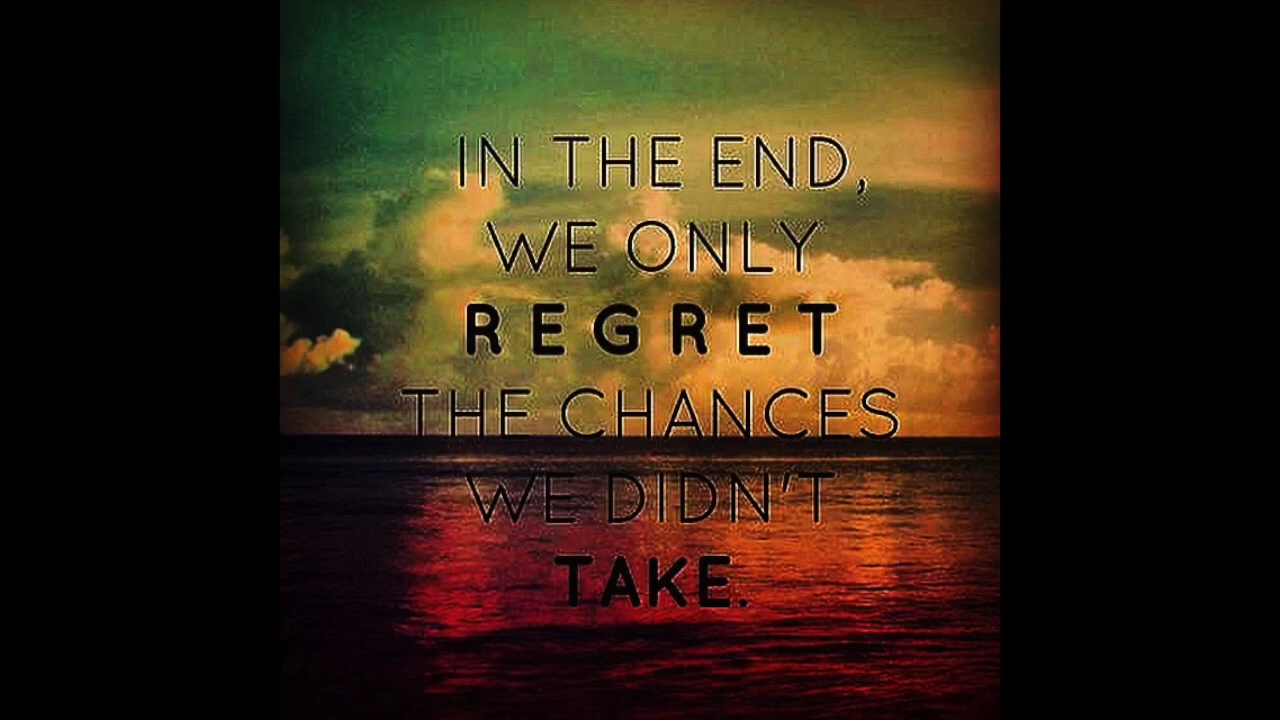 IN THE END,
WE ONLY
REGRET
THE CHANCES
WE DIDN'T
TAKE.